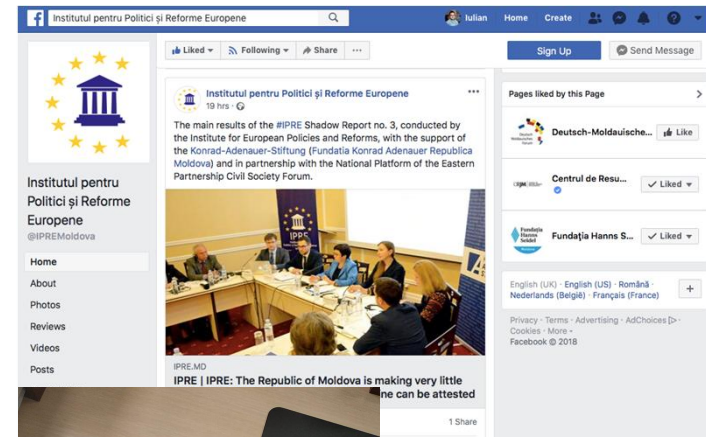 Institutul pentru Politici și Reforme Europene
Iulian
Home
Create
Liked
Following
Share
Sign Up
Send Message
Institutul pentru
Politici și Reforme
Europene
@IPREMoldova
Home
About
Photos
Reviews
Videos
Posts
Institutul pentru Politici și Reforme Europene
19 hrs ·
The main results of the #IPRE Shadow Report no. 3, conducted by
the Institute for European Policies and Reforms, with the support of
the Konrad-Adenauer-Stiftung (Fundatia Konrad Adenauer Republica
Moldova) and in partnership with the National Platform of the Eastern
Partnership Civil Society Forum.
IPRE
IPRE.MD
IPRE | IPRE: The Republic of Moldova is making very little
ne can be attested
1 Share
Pages liked by this Page
Deutsch-Moldauische...
Like
Centrul de Resu...
Liked
Fundația
Hanns
Seidel
Fundația Hanns S...
Liked
English (UK) · English (US) · Română ·
Nederlands (België) · Français (France)
Privacy · Terms · Advertising · AdChoices ·
Cookies · More
Facebook © 2018